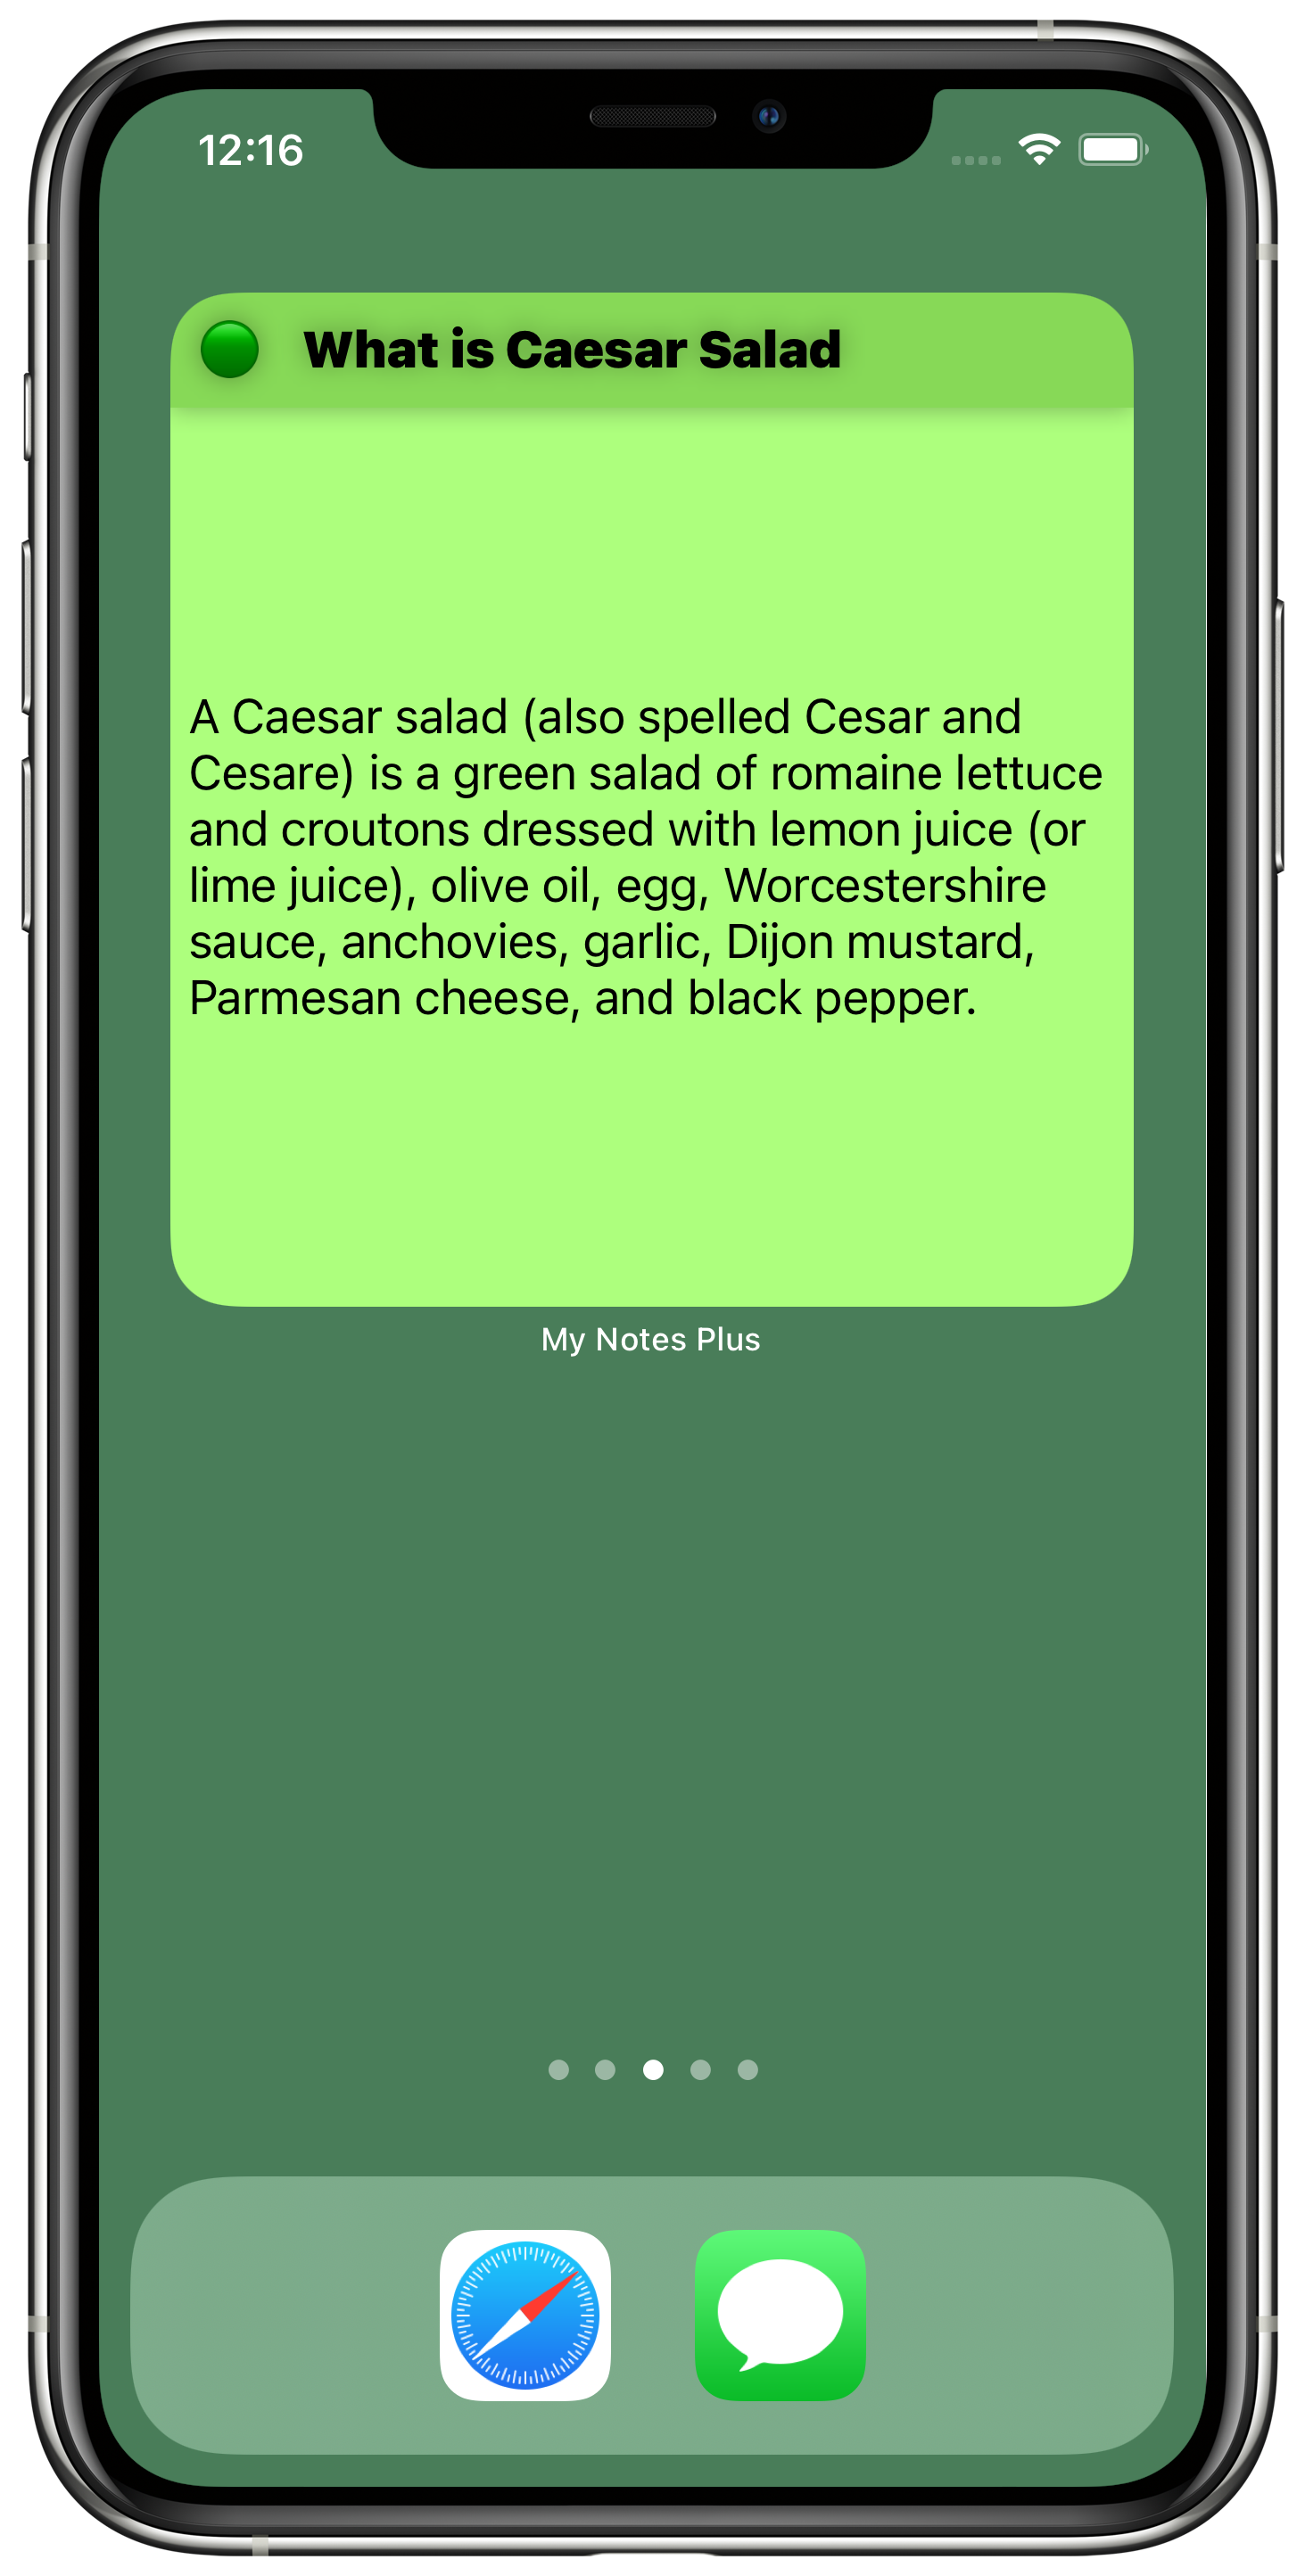 12:16
What is Caesar Salad
A Caesar salad (also spelled Cesar and
Cesare) is a green salad of romaine lettuce
and croutons dressed with lemon juice (or
lime juice), olive oil, egg, Worcestershire
sauce, anchovies, garlic, Dijon mustard,
Parmesan cheese, and black pepper.
My Notes Plus